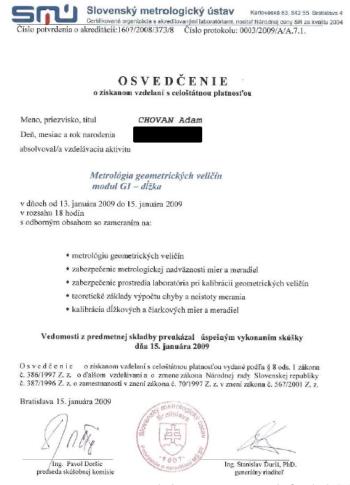 smu Slovenský metrologický ústav
Karloveská 63, 842 55 Bratislava 4
Certifikovaná organizácia s akreditovanými laboratóriami, nositeľ Národnej ceny SR za kvalitu 2004
Číslo potvrdenia o akreditácii:1607/2008/373/8 Číslo protokolu: 0003/2009/A/A.7.1.
OSVEDČENIE
o získanom vzdelaní s celoštátnou platnosťou
Meno, priezvisko, titul CHOVAN Adam
Deň, mesiac a rok narodenia
absolvoval/a vzdelávaciu aktivitu
Metrológia geometrických veličín
modul G1 – dĺžka
v dňoch od 13. januára 2009 do 15. januára 2009
v rozsahu 18 hodín
s odborným obsahom so zameraním na:
• metrológiu geometrických veličín
• zabezpečenie metrologickej nadväznosti mier a meradiel
• zabezpečenie prostredia laboratória pri kalibrácii geometrických veličín
• teoretické základy výpočtu chyby a neistoty merania
• kalibrácia dĺžkových a čiarkových mier a meradiel
Vedomosti z predmetnej skladby preukázal úspešným vykonaním skúšky
dňa 15. januára 2009
Osvedčenie o získanom vzdelaní s celoštátnou platnosťou vydané podľa § 8 ods. 1 zákona
č. 386/1997 Z. z. o ďalšom vzdelávaní a o zmene zákona Národnej rady Slovenskej republiky
č. 387/1996 Z. z. o zamestnanosti v znení zákona č. 70/1997 Z. z. v znení zákona č. 567/2001 Z. z.
Bratislava 15. január 2009
Slovenský metrologický ústav
Bratislava
Ing. Pavol Doršic
predseda skúšobnej komisie
Ing. Stanislav Ďuriš, PhD.
generálny riaditeľ